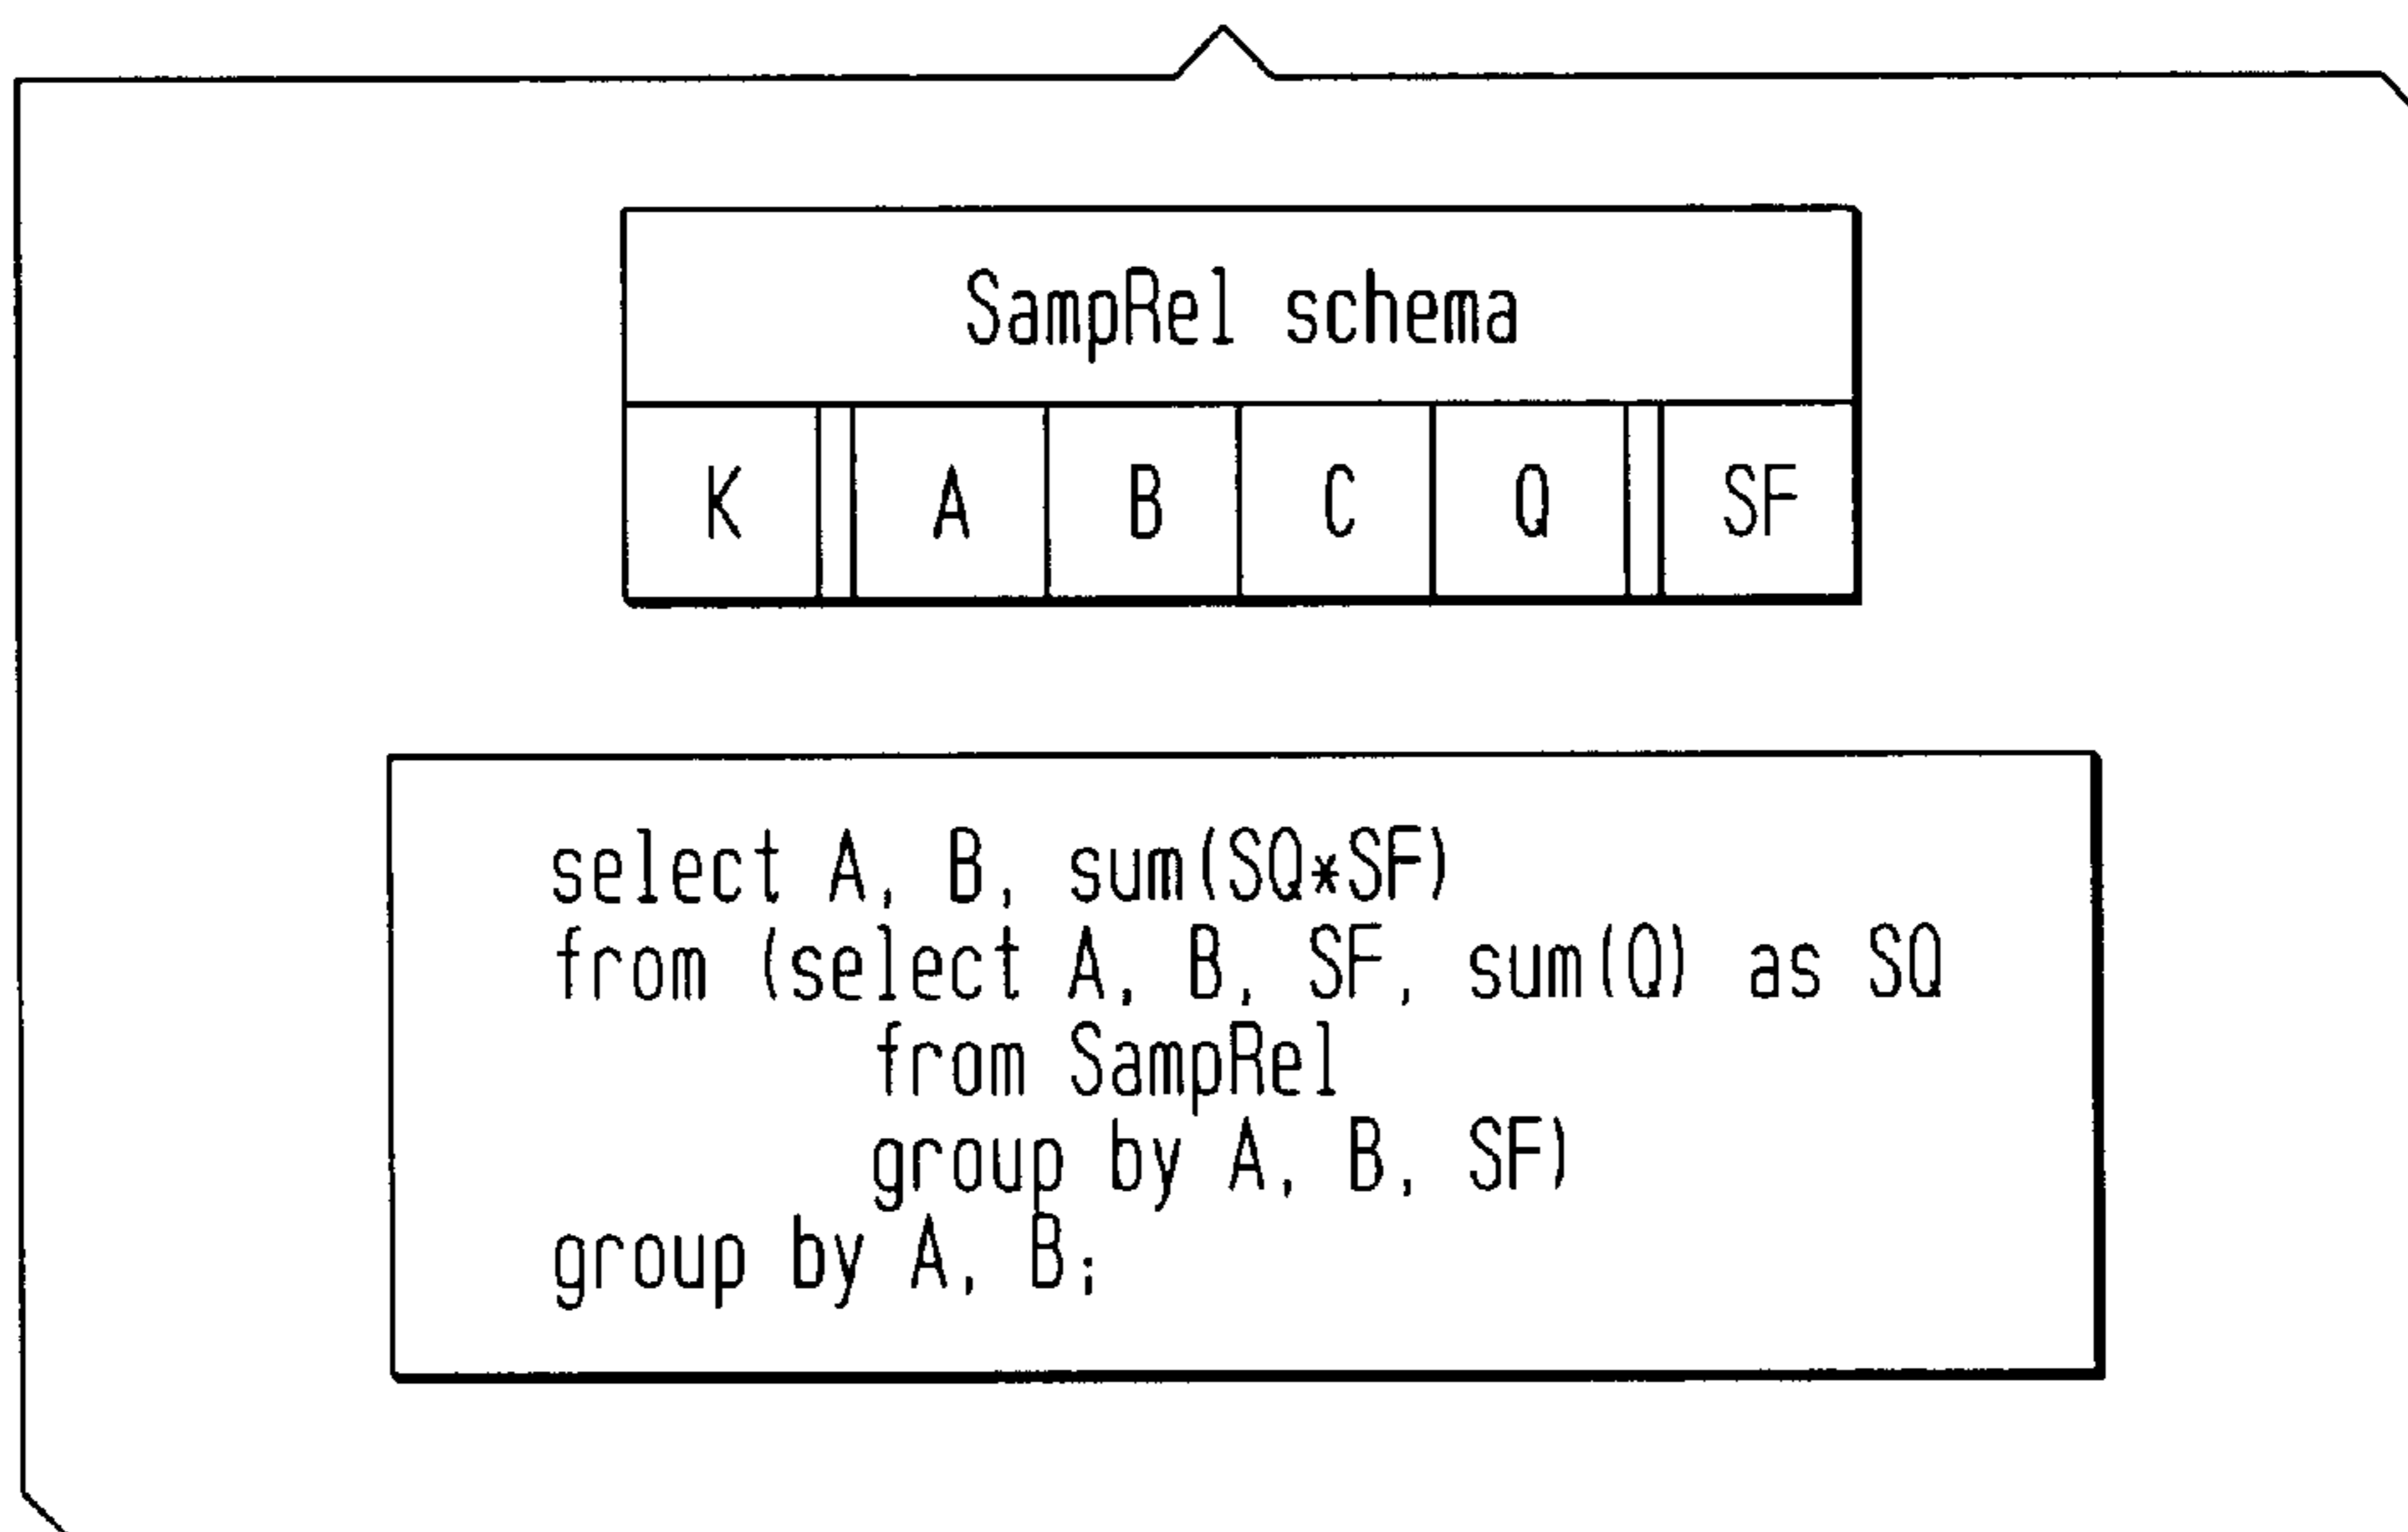 SampRel schema
K A B C Q SF
select A, B, sum(SQ*SF)
from (select A, B, SF, sum(Q) as SQ
from SampRel
group by A, B, SF)
group by A, B;